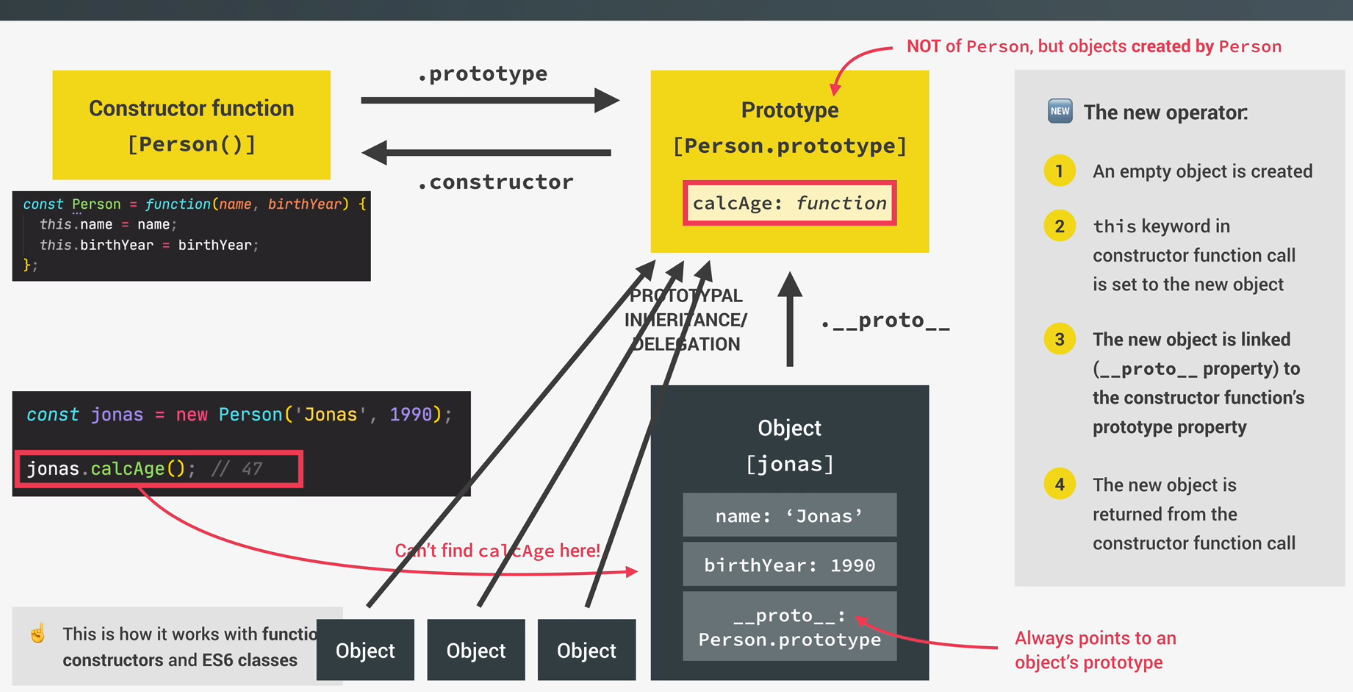 NOT of Person, but objects created by Person
.prototype
Constructor function
[Person()]
Prototype
[Person.prototype]
calcAge: function
.constructor
const Person = function(name, birthYear) {
this.name = name;
this.birthYear = birthYear;
};
NEW The new operator:
1 An empty object is created
2 this keyword in
constructor function call
is set to the new object
3 The new object is linked
(__proto__ property) to
the constructor function's
prototype property
4 The new object is
returned from the
constructor function call
PROTOTYPAL
INHERITANCE/
DELEGATION
.__proto__
const jonas = new Person('Jonas', 1990);
jonas.calcAge(); // 47
Can't find calcAge here!
Object
[jonas]
name: ‘Jonas’
birthYear: 1990
__proto__:
Person.prototype
☝ This is how it works with
constructors and ES6 classes
Object
Object
Object
Always points to an
object's prototype